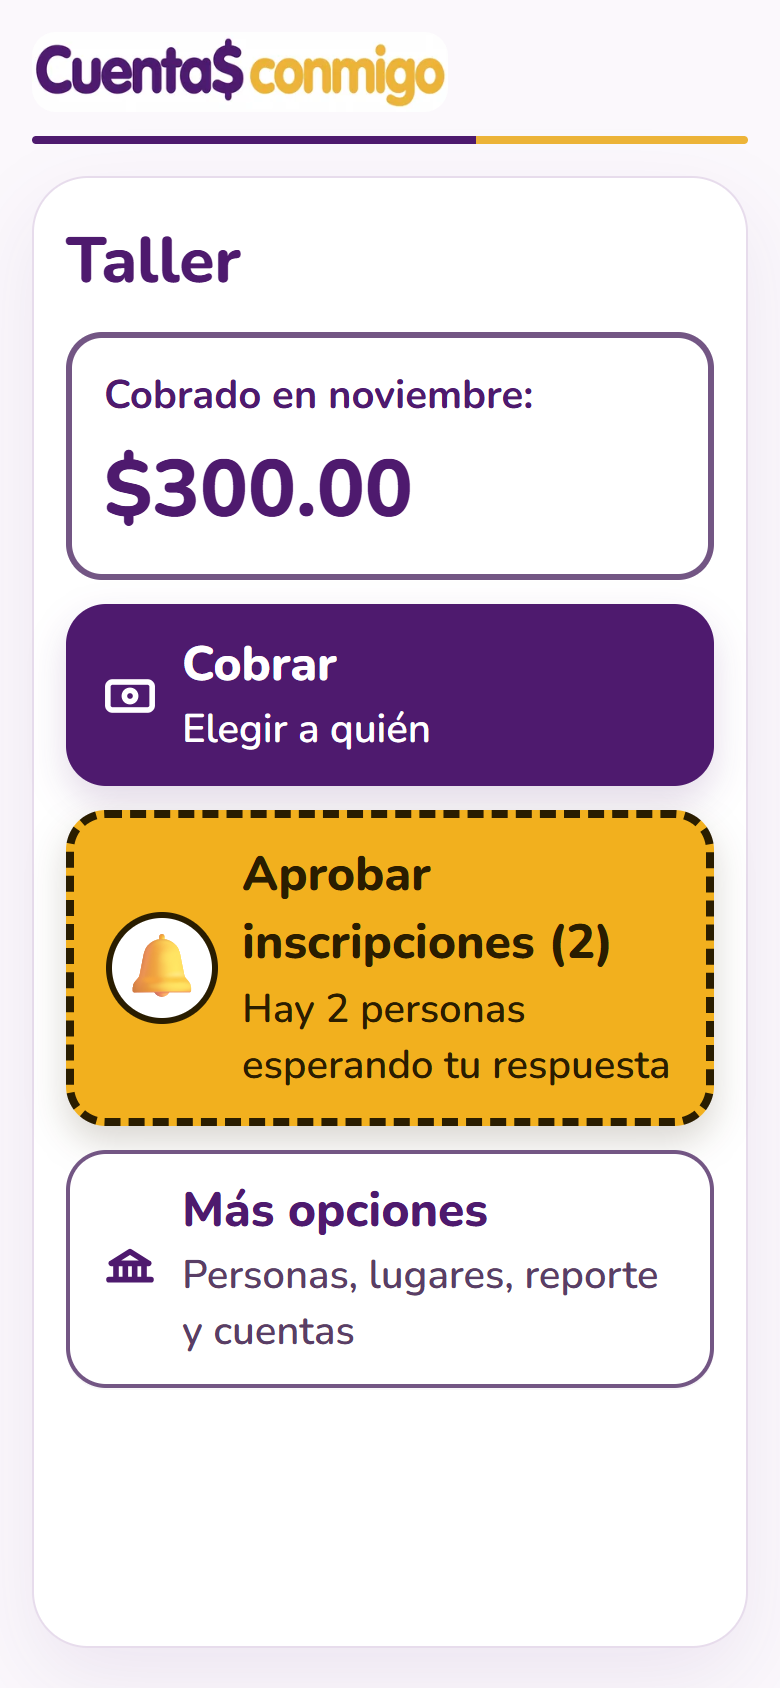 Cuenta$ conmigo
Taller
Cobrado en noviembre:
$300.00
Cobrar
Elegir a quién
Aprobar
inscripciones (2)
Hay 2 personas
esperando tu respuesta
Más opciones
Personas, lugares, reporte
y cuentas